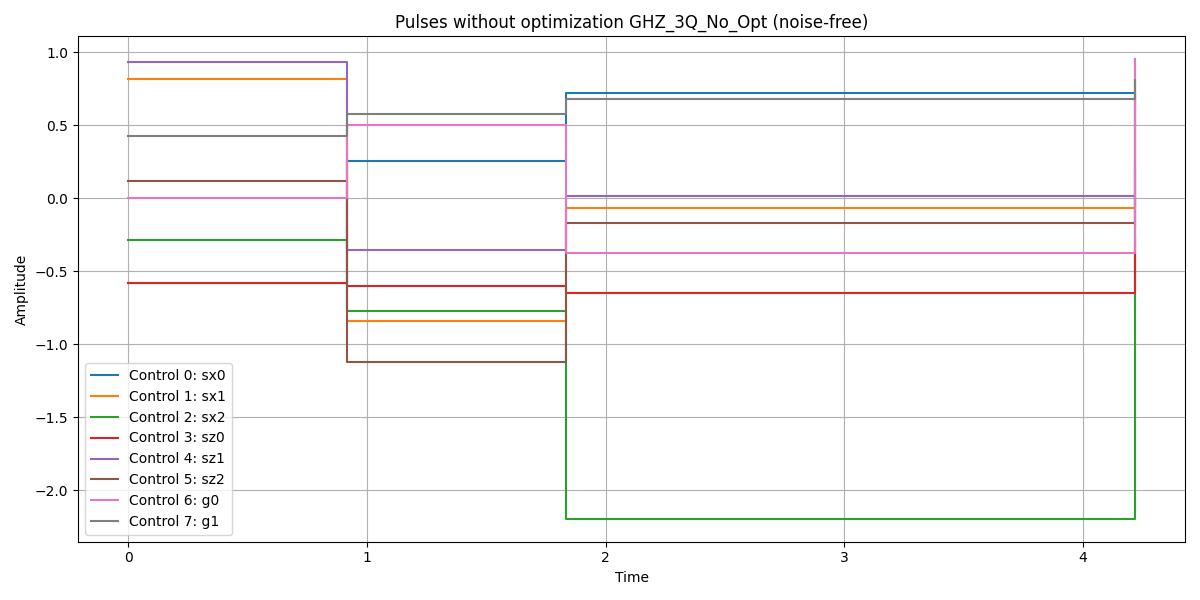 Pulses without optimization GHZ_3Q_No_Opt (noise-free)
1.0
0.5
0.0
−0.5
−1.0
−1.5
−2.0
Amplitude
Control 0: sx0
Control 1: sx1
Control 2: sx2
Control 3: sz0
Control 4: sz1
Control 5: sz2
Control 6: g0
Control 7: g1
0 1 2 3 4
Time